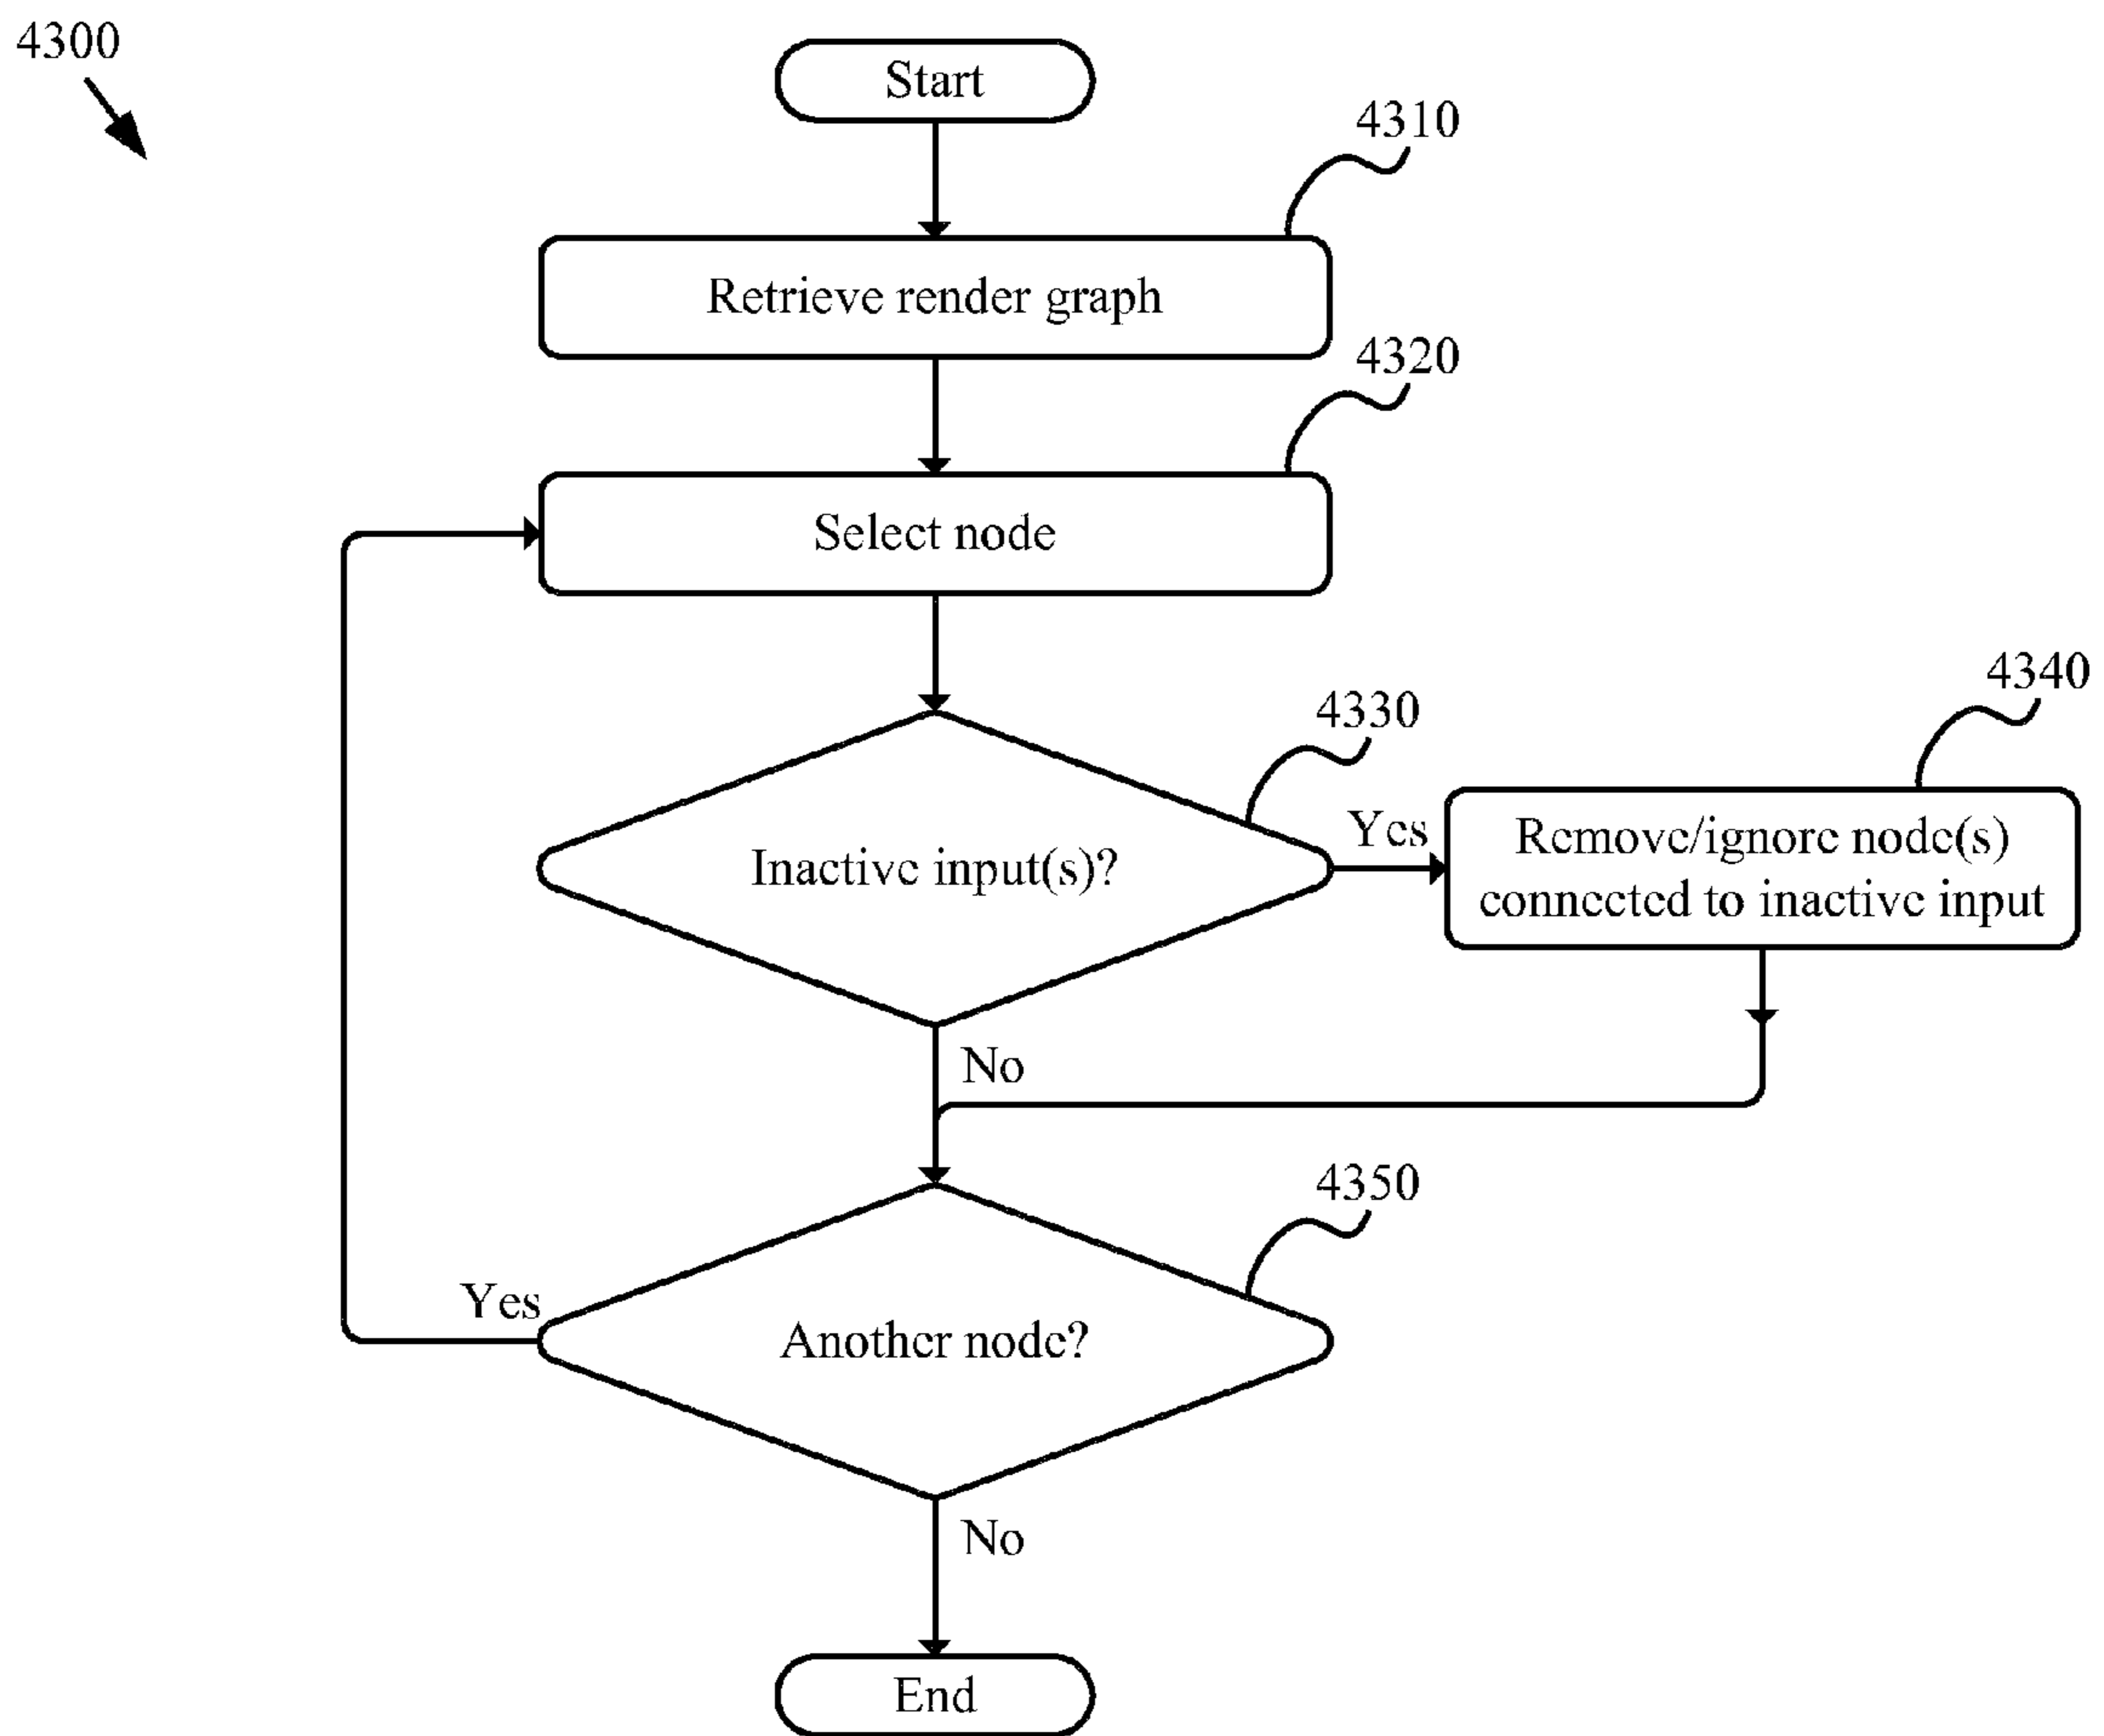 4300
Start
4310
Retrieve render graph
4320
Select node
4330
Inactive input(s)?
Yes
4340
Remove/ignore node(s)
connected to inactive input
No
4350
Another node?
Yes
No
End